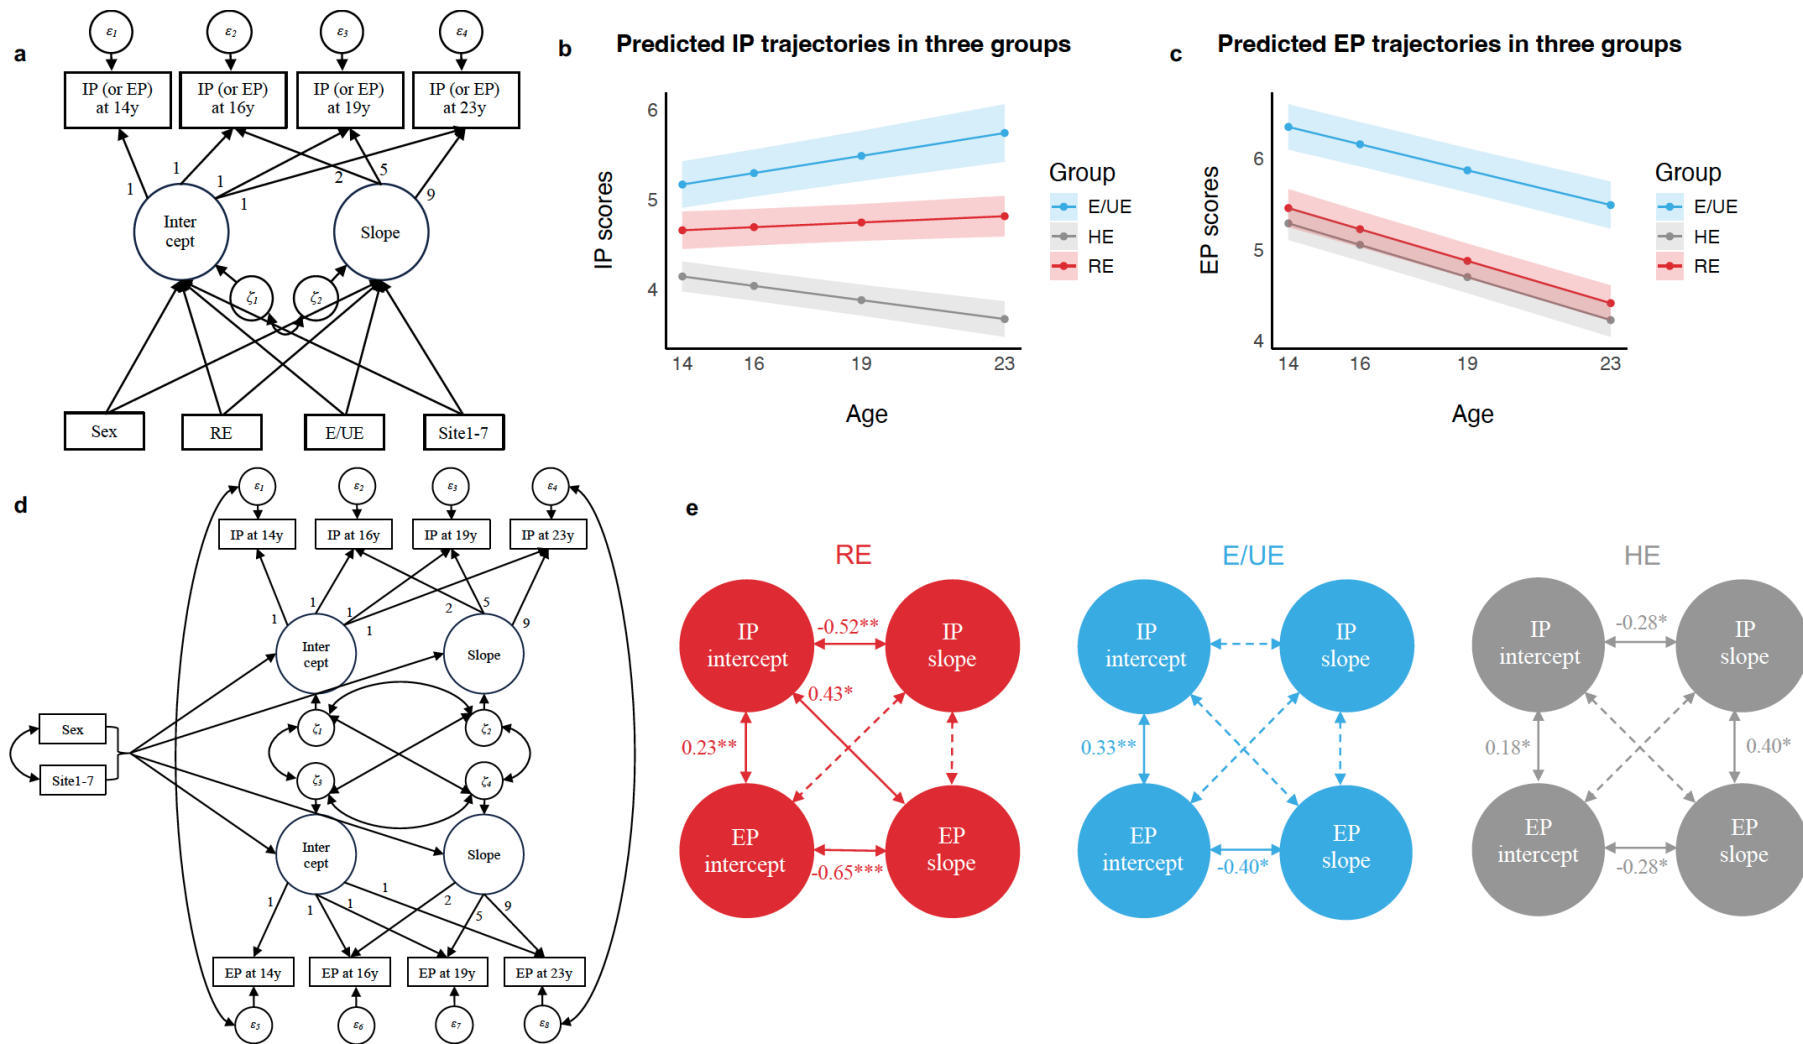 a
ε1
ε2
ε3
ε4
IP (or EP)
at 14y
IP (or EP)
at 16y
IP (or EP)
at 19y
IP (or EP)
at 23y
1
1
1
1
2
5
9
Inter
cept
Slope
ζ1
ζ2
Sex
RE
E/UE
Site1-7
b
Predicted IP trajectories in three groups
6
5
4
IP scores
14
16
19
23
Age
Group
E/UE
HE
RE
c
Predicted EP trajectories in three groups
6
5
4
EP scores
14
16
19
23
Age
Group
E/UE
HE
RE
d
ε1
ε2
ε3
ε4
IP at 14y
IP at 16y
IP at 19y
IP at 23y
1
1
1
1
2
5
9
Inter
cept
Slope
ζ1
ζ2
Sex
Site1-7
ζ3
ζ4
Inter
cept
Slope
1
1
1
1
2
5
9
EP at 14y
EP at 16y
EP at 19y
EP at 23y
ε5
ε6
ε7
ε8
e
RE
IP
intercept
-0.52**
IP
slope
0.43*
0.23**
EP
intercept
-0.65***
EP
slope
E/UE
IP
intercept
IP
slope
0.33**
EP
intercept
-0.40*
EP
slope
HE
IP
intercept
-0.28*
IP
slope
0.18*
0.40*
EP
intercept
-0.28*
EP
slope